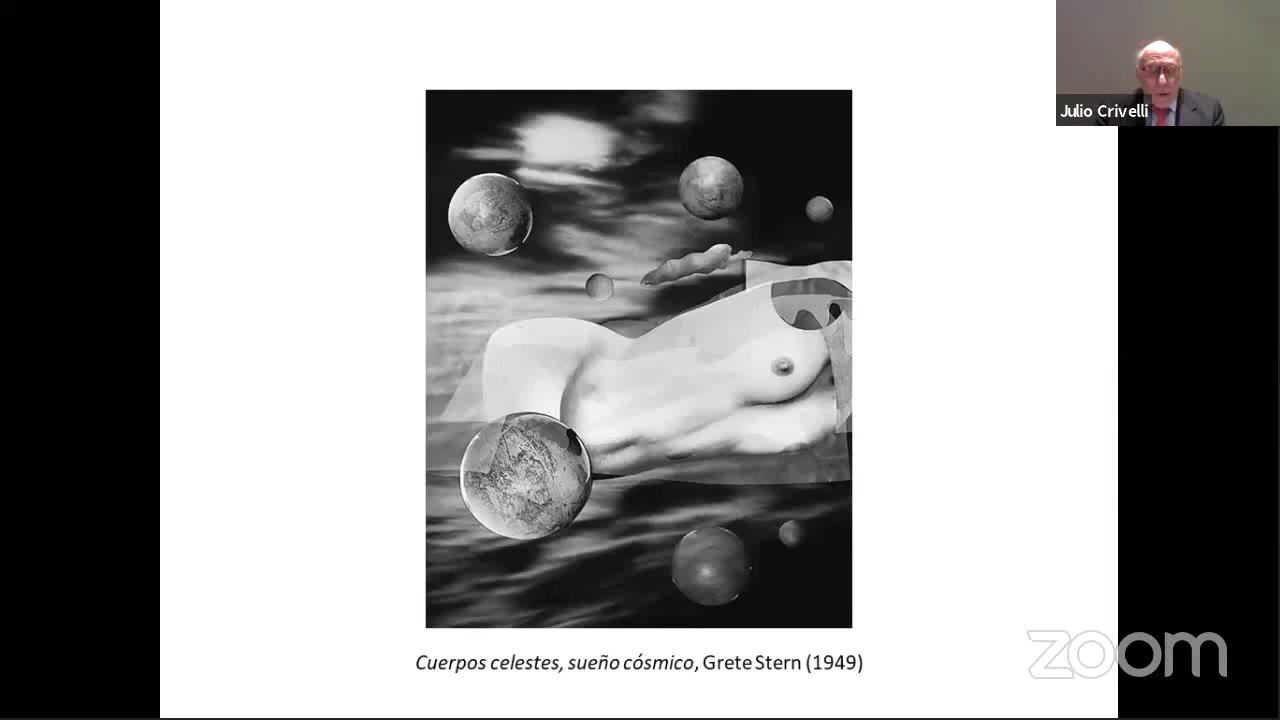 Julio Crivelli
Cuerpos celestes, sueño cósmico, Grete Stern (1949)
zoom